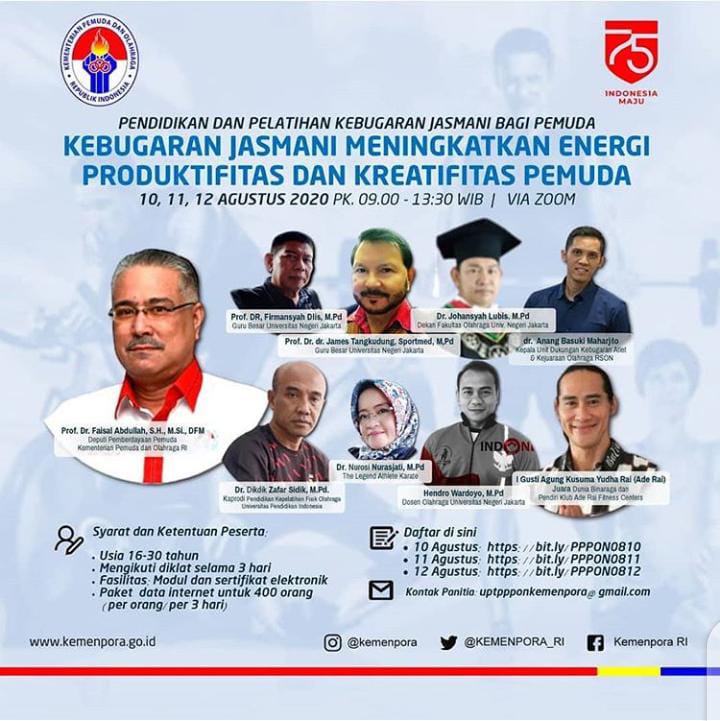 KEMENTERIAN PEMUDA DAN OLAHRAGA
REPUBLIK INDONESIA
75
INDONESIA
MAJU
PENDIDIKAN DAN PELATIHAN KEBUGARAN JASMANI BAGI PEMUDA
KEBUGARAN JASMANI MENINGKATKAN ENERGI
PRODUKTIFITAS DAN KREATIFITAS PEMUDA
10, 11, 12 AGUSTUS 2020 PK. 09.00 - 13:30 WIB | VIA ZOOM
Prof. DR, Firmansyah Dlis, M.Pd
Guru Besar Universitas Negeri Jakarta
Prof. Dr. dr. James Tangkudung, Sportmed, M,Pd
Guru Besar Universitas Negeri Jakarta
Dr. Johansyah Lubis. M.Pd
Dekan Fakultas Olahraga Univ. Negeri Jakarta
dr. Anang Basuki Maharjito
Kepala Unit Dukungan Kebugaran Atlet
& Kejuaraan Olahraga RSON
Prof. Dr. Faisal Abdullah, S.H., M.Si., DFM
Deputi Pemberdayaan Pemuda
Kementerian Pemuda dan Olahraga RI
Dr. Dikdik Zafar Sidik, M.Pd.
Kaprodi Pendidikan Kepelatihan Fisik Olahraga
Universitas Pendidikan Indonesia
Dr. Nurosi Nurasjati, M.Pd
The Legend Athlete Karate
INDONE
Hendro Wardoyo, M.Pd
Dosen Olahraga Universitas Negeri Jakarta
I Gusti Agung Kusuma Yudha Rai (Ade Rai)
Juara Dunia Binaraga dan
Pendiri Klub Ade Rai Fitness Centers
Syarat dan Ketentuan Peserta:
. Usia 16-30 tahun
. Mengikuti diklat selama 3 hari
. Fasilitas: Modul dan sertifikat elektronik
. Paket data internet untuk 400 orang
(per orang/per 3 hari)
Daftar di sini
• 10 Agustus; https://bit.ly/PPPON0810
• 11 Agustus; https://bit.ly/PPPON0811
• 12 Agustus; https://bit.ly/PPPON0812
Kontak Panitia: uptppponkemenpora@gmail.com
www.kemenpora.go.id
@kemenpora
@KEMENPORA_RI
Kemenpora RI